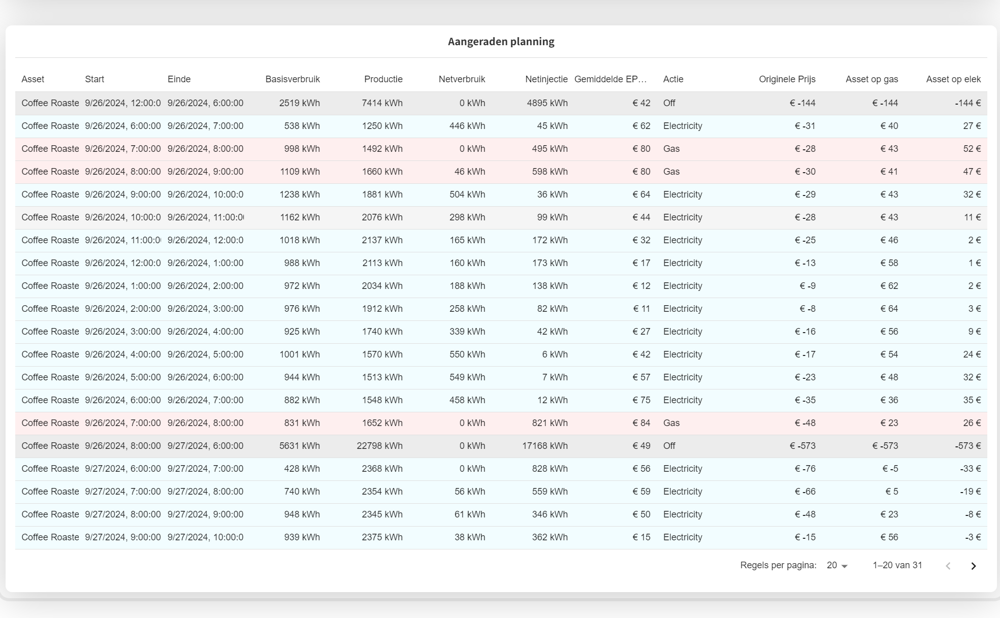 Aangeraden planning
Asset Start Einde Basisverbruik Productie Netverbruik Netinjectie Gemiddelde EP… Actie Originele Prijs Asset op gas Asset op elek
Coffee Roaste 9/26/2024, 12:00:0 9/26/2024, 6:00:00 2519 kWh 7414 kWh 0 kWh 4895 kWh € 42 Off € -144 € -144 -144 €
Coffee Roaste 9/26/2024, 6:00:00 9/26/2024, 7:00:00 538 kWh 1250 kWh 446 kWh 45 kWh € 62 Electricity € -31 € 40 27 €
Coffee Roaste 9/26/2024, 7:00:00 9/26/2024, 8:00:00 998 kWh 1492 kWh 0 kWh 495 kWh € 80 Gas € -28 € 43 52 €
Coffee Roaste 9/26/2024, 8:00:00 9/26/2024, 9:00:00 1109 kWh 1660 kWh 46 kWh 598 kWh € 80 Gas € -30 € 41 47 €
Coffee Roaste 9/26/2024, 9:00:00 9/26/2024, 10:00:0 1238 kWh 1881 kWh 504 kWh 36 kWh € 64 Electricity € -29 € 43 32 €
Coffee Roaste 9/26/2024, 10:00:0 9/26/2024, 11:00:00 1162 kWh 2076 kWh 298 kWh 99 kWh € 44 Electricity € -28 € 43 11 €
Coffee Roaste 9/26/2024, 11:00:00 9/26/2024, 12:00:0 1018 kWh 2137 kWh 165 kWh 172 kWh € 32 Electricity € -25 € 46 2 €
Coffee Roaste 9/26/2024, 12:00:0 9/26/2024, 1:00:00 988 kWh 2113 kWh 160 kWh 173 kWh € 17 Electricity € -13 € 58 1 €
Coffee Roaste 9/26/2024, 1:00:00 9/26/2024, 2:00:00 972 kWh 2034 kWh 188 kWh 138 kWh € 12 Electricity € -9 € 62 2 €
Coffee Roaste 9/26/2024, 2:00:00 9/26/2024, 3:00:00 976 kWh 1912 kWh 258 kWh 82 kWh € 11 Electricity € -8 € 64 3 €
Coffee Roaste 9/26/2024, 3:00:00 9/26/2024, 4:00:00 925 kWh 1740 kWh 339 kWh 42 kWh € 27 Electricity € -16 € 56 9 €
Coffee Roaste 9/26/2024, 4:00:00 9/26/2024, 5:00:00 1001 kWh 1570 kWh 550 kWh 6 kWh € 42 Electricity € -17 € 54 24 €
Coffee Roaste 9/26/2024, 5:00:00 9/26/2024, 6:00:00 944 kWh 1513 kWh 549 kWh 7 kWh € 57 Electricity € -23 € 48 32 €
Coffee Roaste 9/26/2024, 6:00:00 9/26/2024, 7:00:00 882 kWh 1548 kWh 458 kWh 12 kWh € 75 Electricity € -35 € 36 35 €
Coffee Roaste 9/26/2024, 7:00:00 9/26/2024, 8:00:00 831 kWh 1652 kWh 0 kWh 821 kWh € 84 Gas € -48 € 23 26 €
Coffee Roaste 9/26/2024, 8:00:00 9/27/2024, 6:00:00 5631 kWh 22798 kWh 0 kWh 17168 kWh € 49 Off € -573 € -573 -573 €
Coffee Roaste 9/27/2024, 6:00:00 9/27/2024, 7:00:00 428 kWh 2368 kWh 0 kWh 828 kWh € 56 Electricity € -76 € -5 -33 €
Coffee Roaste 9/27/2024, 7:00:00 9/27/2024, 8:00:00 740 kWh 2354 kWh 56 kWh 559 kWh € 59 Electricity € -66 € 5 -19 €
Coffee Roaste 9/27/2024, 8:00:00 9/27/2024, 9:00:00 948 kWh 2345 kWh 61 kWh 346 kWh € 50 Electricity € -48 € 23 -8 €
Coffee Roaste 9/27/2024, 9:00:00 9/27/2024, 10:00:0 939 kWh 2375 kWh 38 kWh 362 kWh € 15 Electricity € -15 € 56 -3 €
Regels per pagina: 20 1–20 van 31